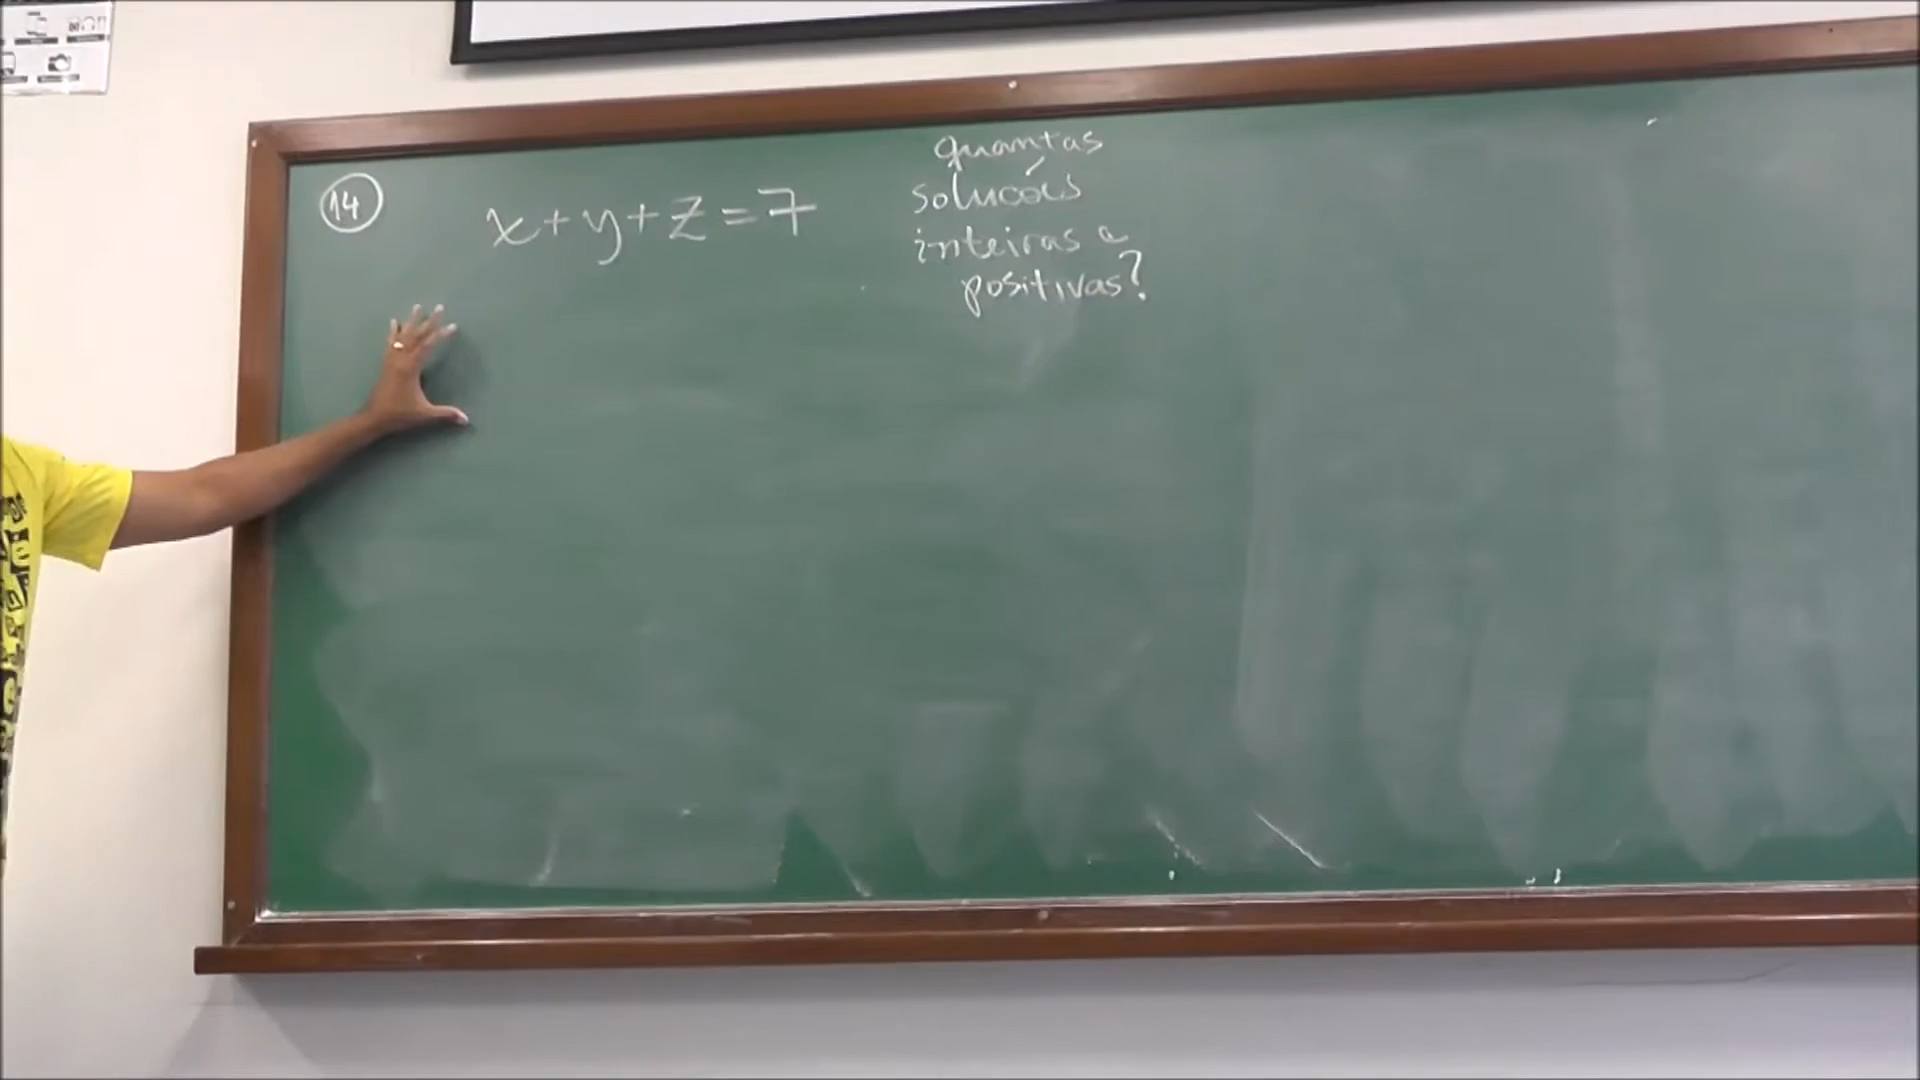 14
x+y+z=7
quantas
soluções
inteiras e
positivas?